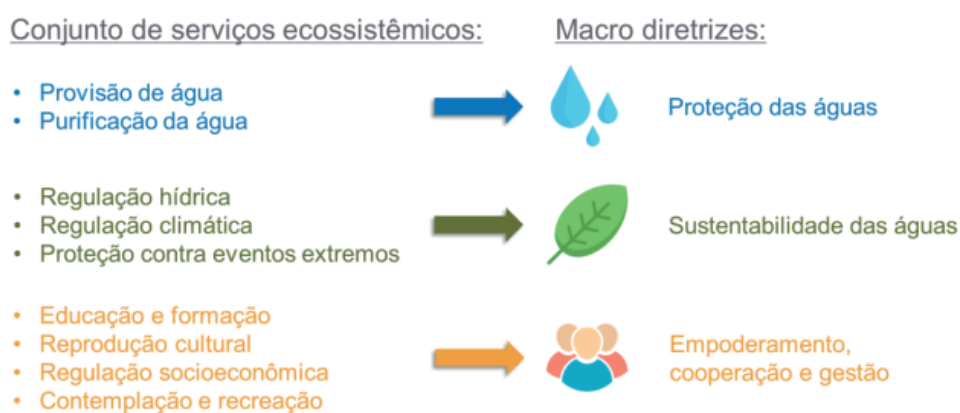 Conjunto de serviços ecossistêmicos:
Macro diretrizes:
• Provisão de água
• Purificação da água
Proteção das águas
• Regulação hídrica
• Regulação climática
• Proteção contra eventos extremos
Sustentabilidade das águas
• Educação e formação
• Reprodução cultural
• Regulação socioeconômica
• Contemplação e recreação
Empoderamento,
cooperação e gestão